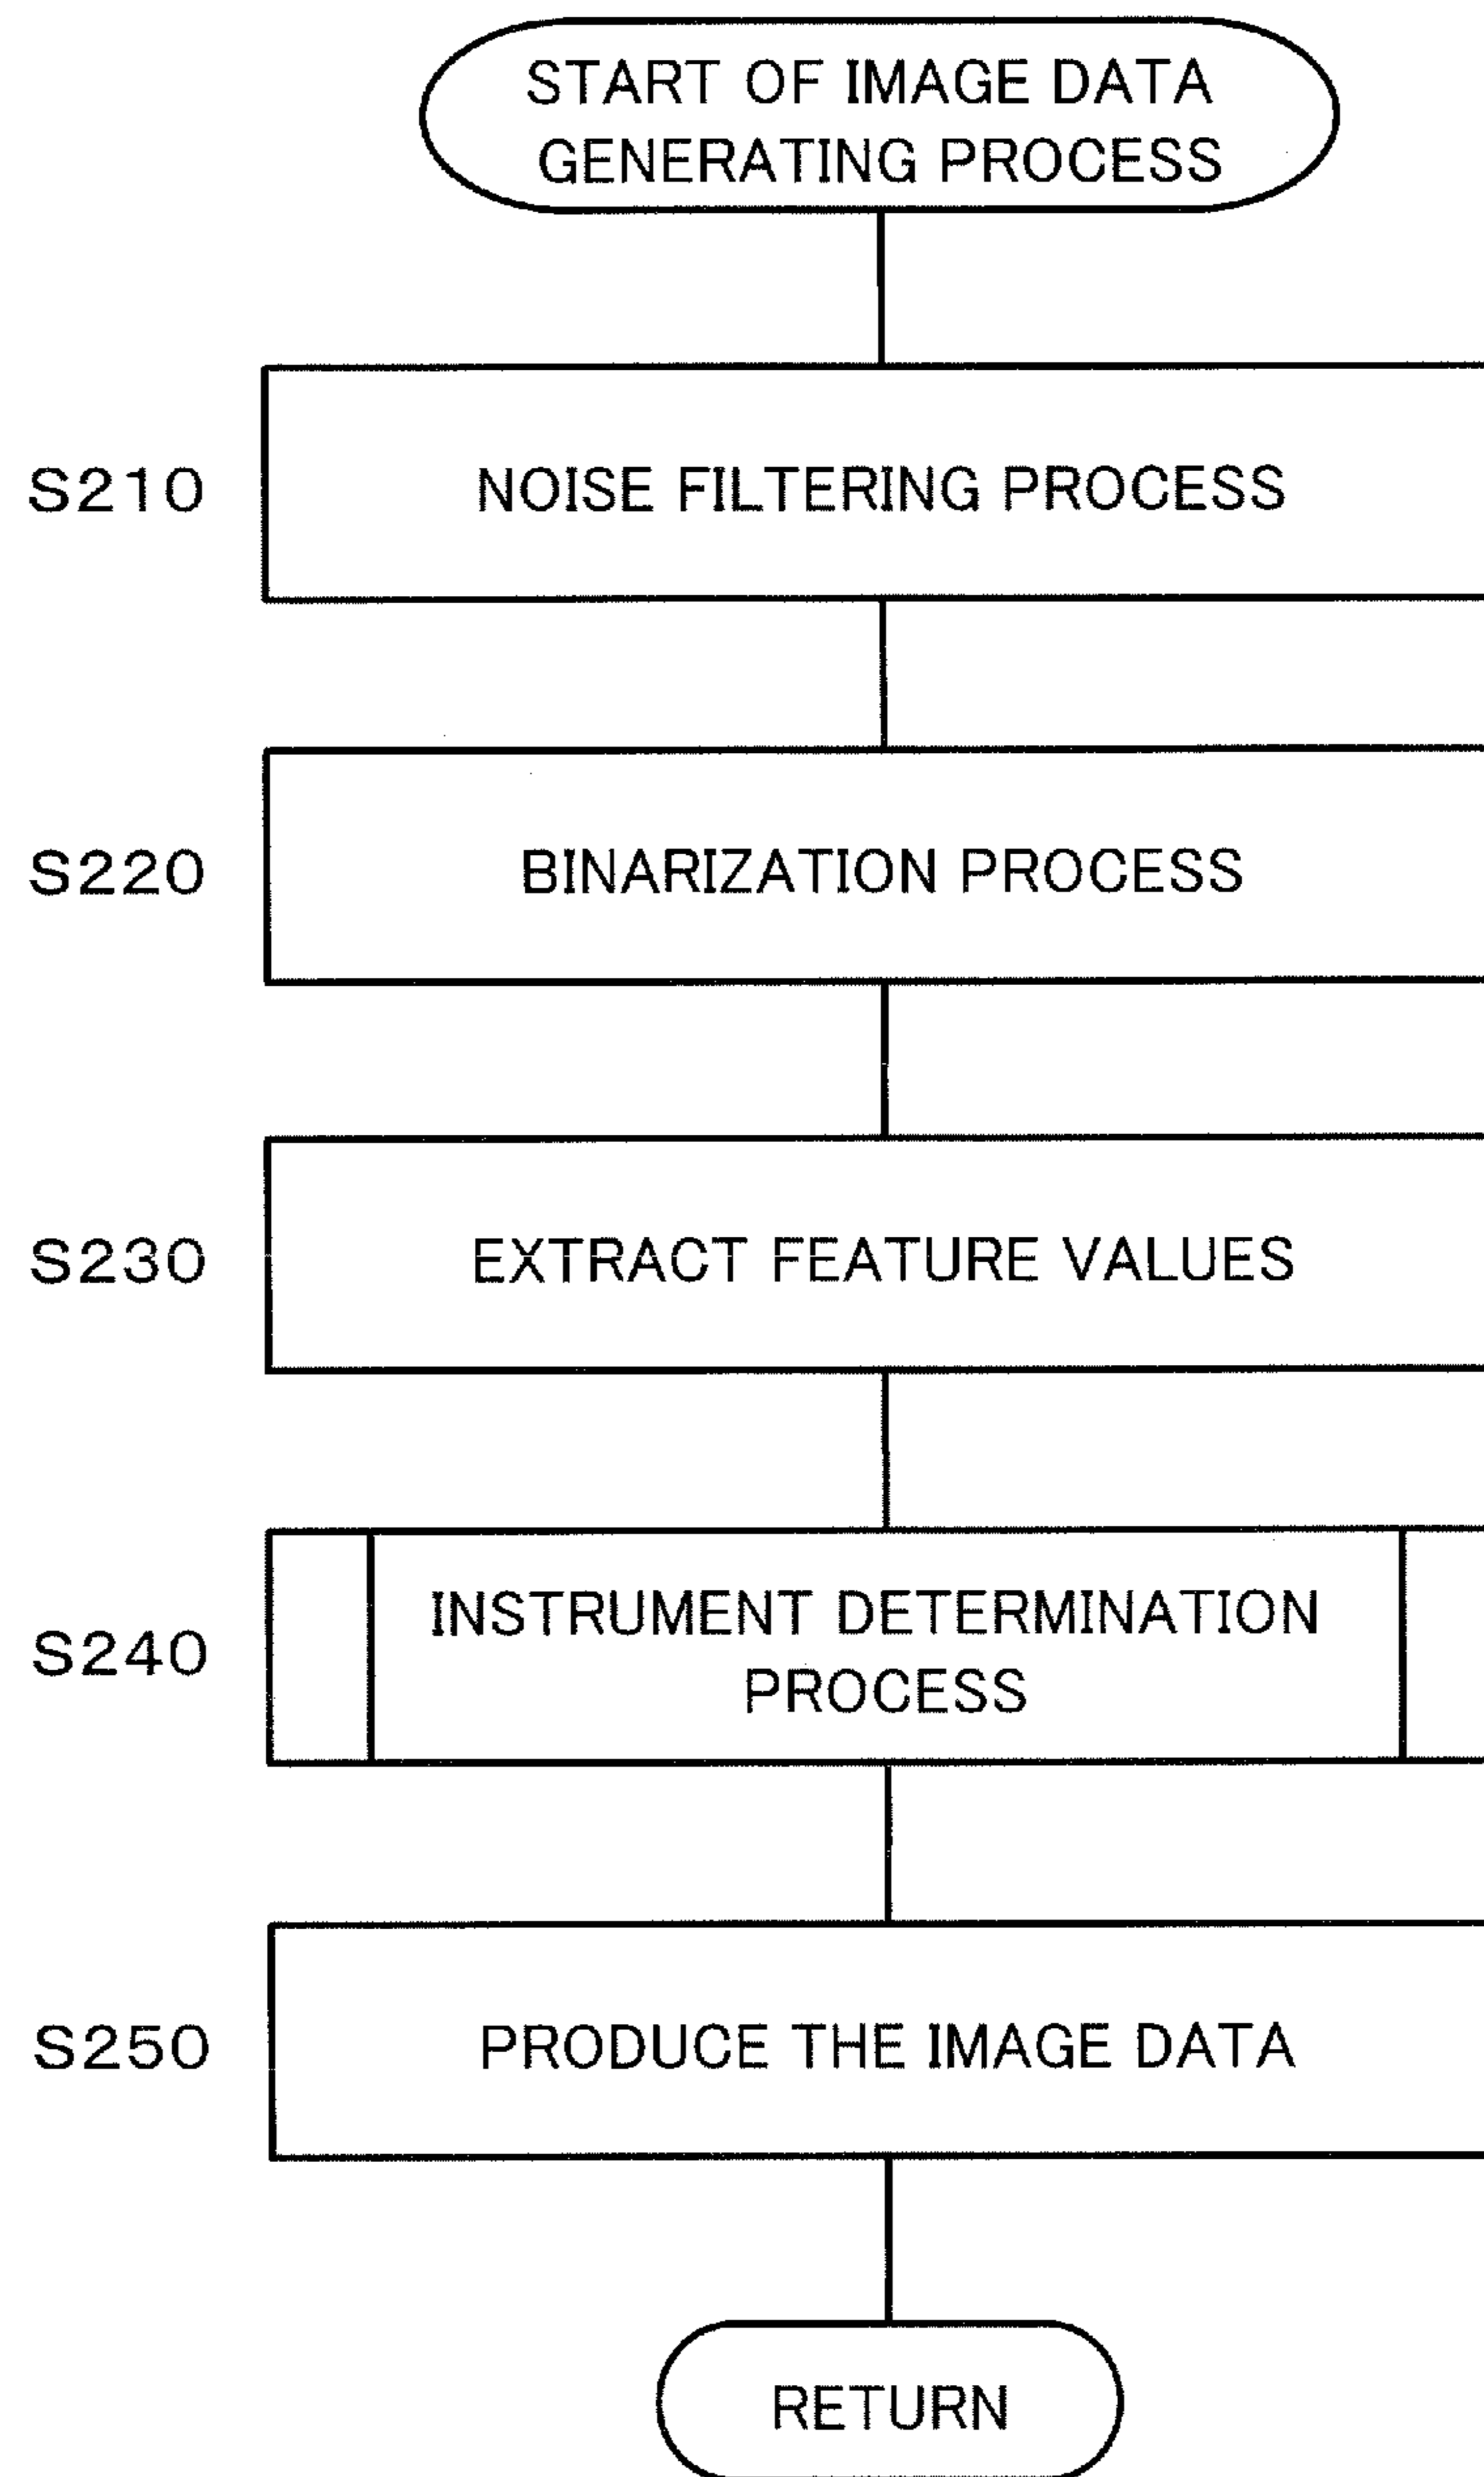 START OF IMAGE DATA
GENERATING PROCESS
S210
NOISE FILTERING PROCESS
S220
BINARIZATION PROCESS
S230
EXTRACT FEATURE VALUES
S240
INSTRUMENT DETERMINATION
PROCESS
S250
PRODUCE THE IMAGE DATA
RETURN